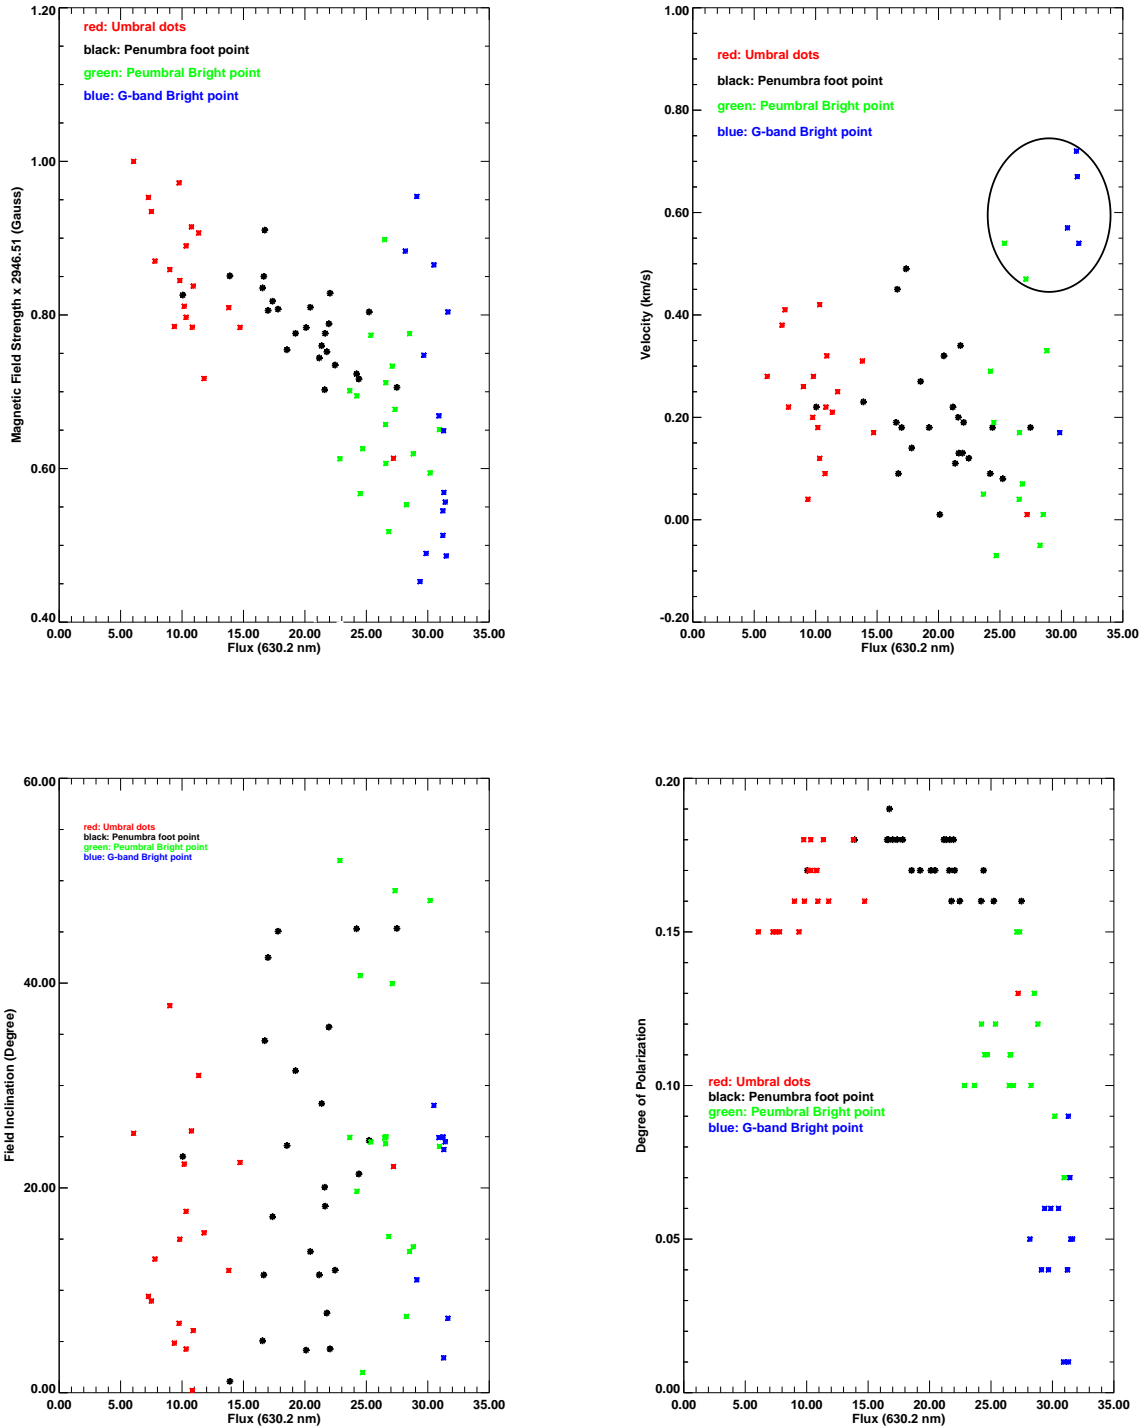 1.20
red: Umbral dots
black: Penumbra foot point
green: Peumbral Bright point
blue: G-band Bright point
1.00
0.80
0.60
0.40
Magnetic Field Strength x 2946.51 (Gauss)
0.00 5.00 10.00 15.00 20.00 25.00 30.00 35.00
Flux (630.2 nm)
1.00
red: Umbral dots
black: Penumbra foot point
green: Peumbral Bright point
blue: G-band Bright point
0.80
0.60
0.40
0.20
0.00
-0.20
Velocity (km/s)
0.00 5.00 10.00 15.00 20.00 25.00 30.00 35.00
Flux (630.2 nm)
60.00
red: Umbral dots
black: Penumbra foot point
green: Peumbral Bright point
blue: G-band Bright point
40.00
20.00
0.00
Field Inclination (Degree)
0.00 5.00 10.00 15.00 20.00 25.00 30.00 35.00
Flux (630.2 nm)
0.20
0.15
0.10
0.05
0.00
Degree of Polarization
red: Umbral dots
black: Penumbra foot point
green: Peumbral Bright point
blue: G-band Bright point
0.00 5.00 10.00 15.00 20.00 25.00 30.00 35.00
Flux (630.2 nm)